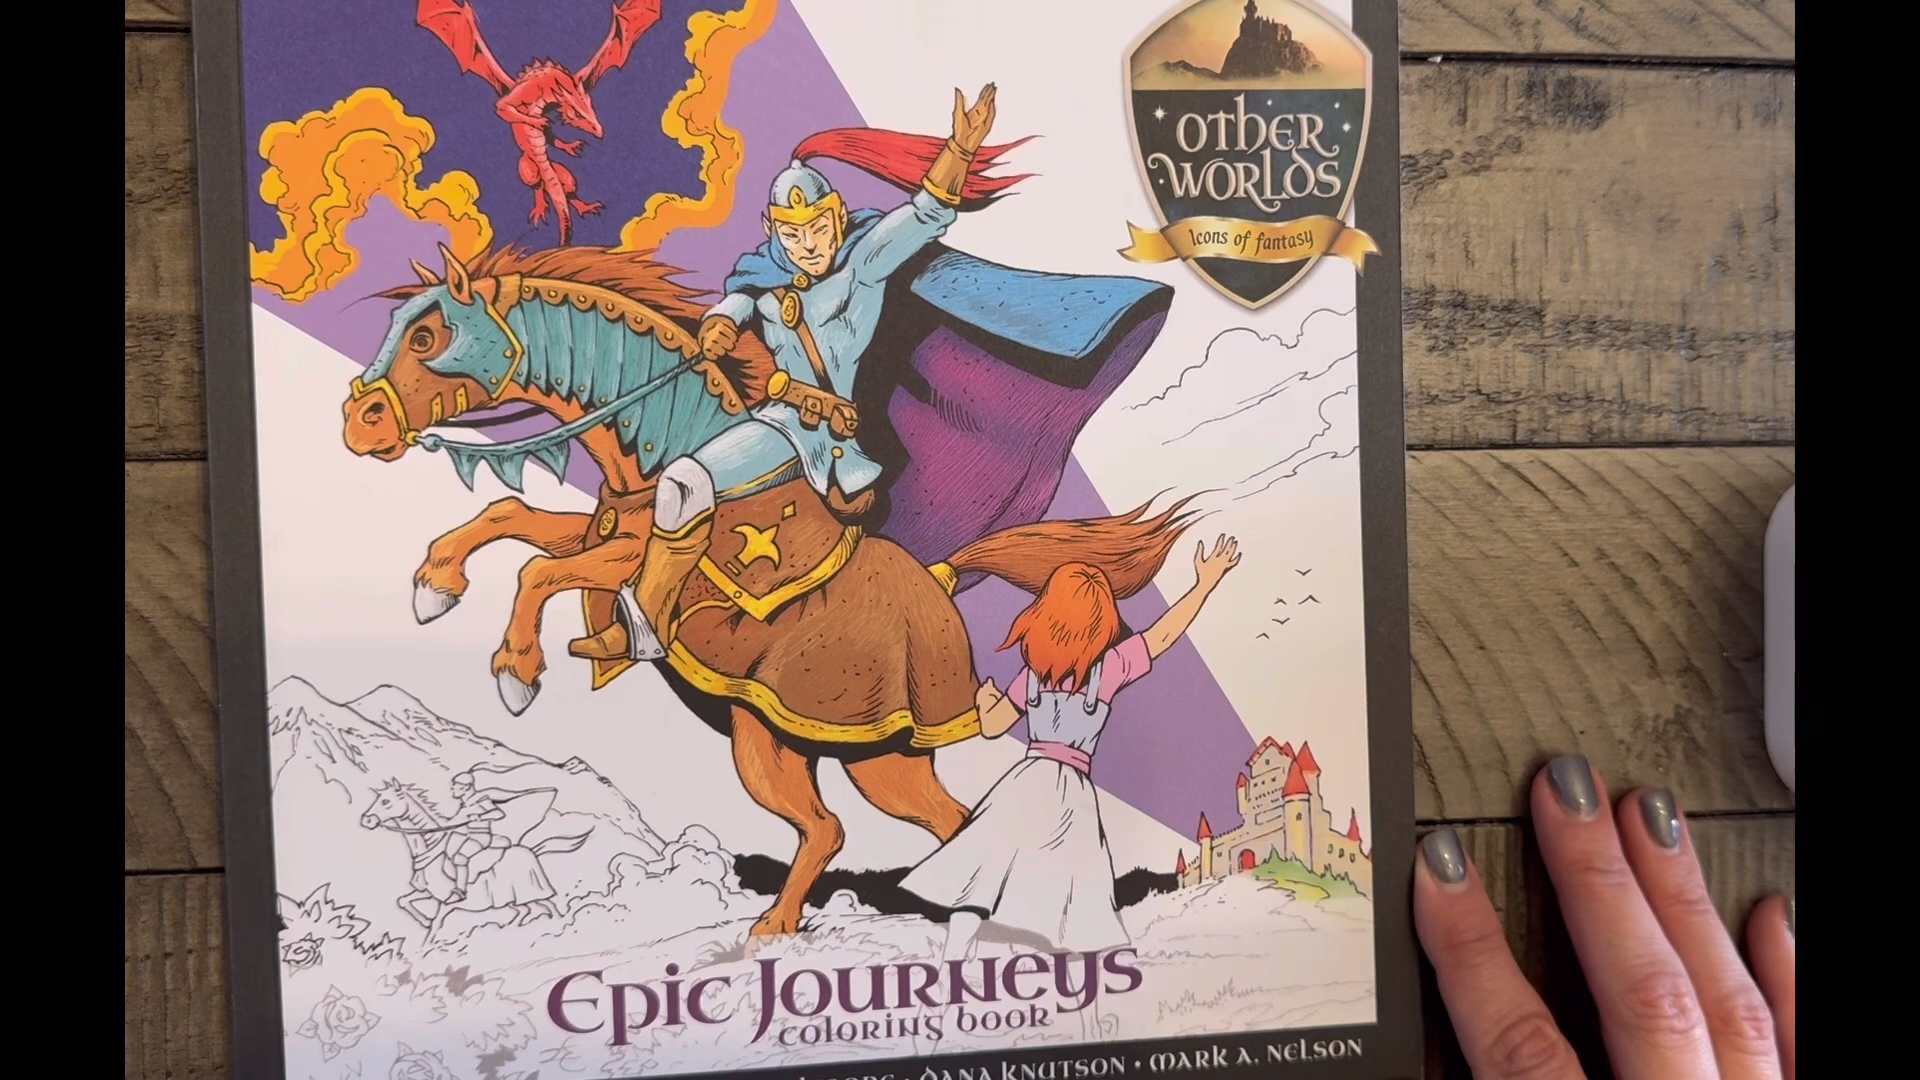 OTHER
WORLDS
Icons of fantasy
Epic Journeys
coloring book
DANA KNUTSON • MARK A. NELSON